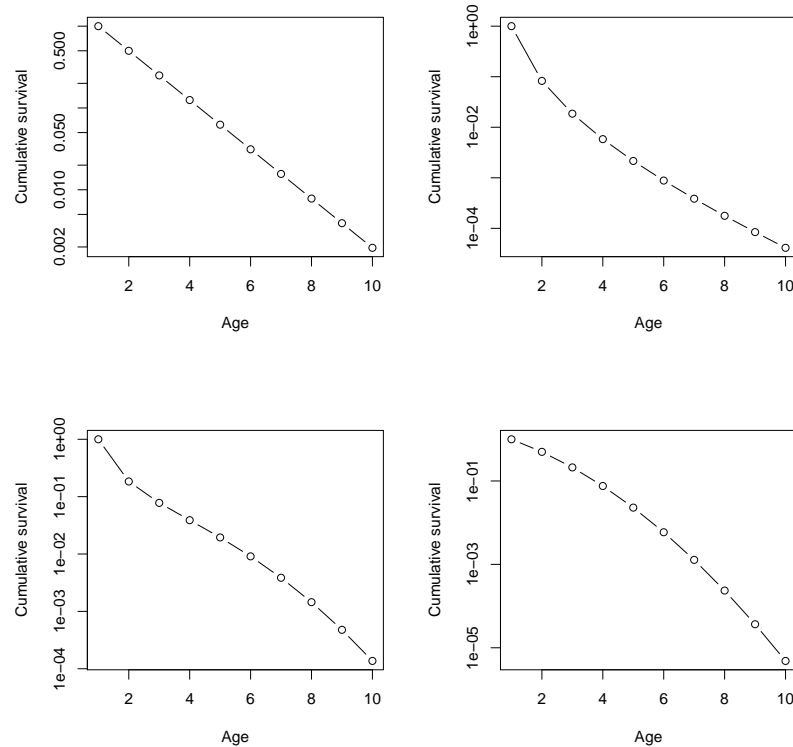 Cumulative survival
0.500
0.050
0.010
0.002
2 4 6 8 10
Age
Cumulative survival
1e+00
1e−02
1e−04
2 4 6 8 10
Age
Cumulative survival
1e+00
1e−01
1e−02
1e−03
1e−04
2 4 6 8 10
Age
Cumulative survival
1e−01
1e−03
1e−05
2 4 6 8 10
Age